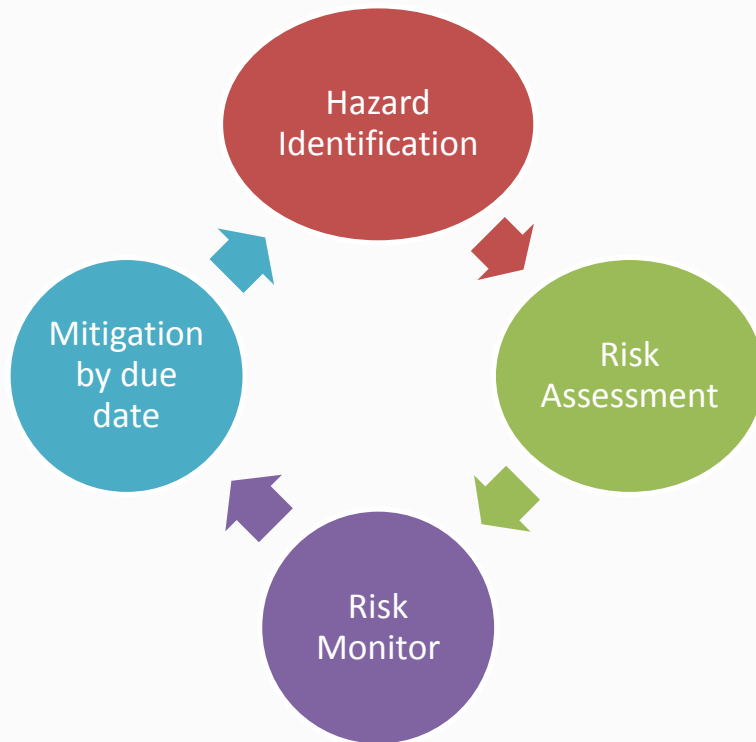 Hazard
Identification
Risk
Assessment
Risk
Monitor
Mitigation
by due
date